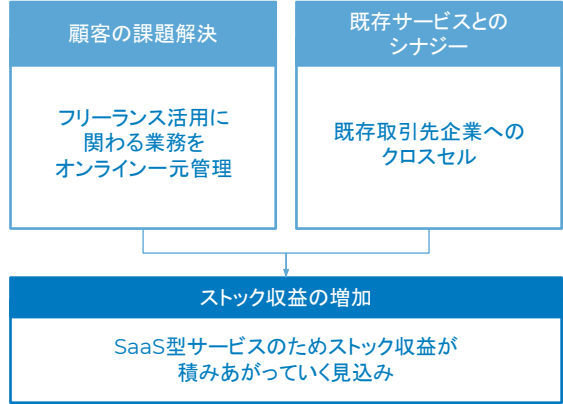 顧客の課題解決
フリーランス活用に
関わる業務を
オンライン一元管理
既存サービスとの
シナジー
既存取引先企業への
クロスセル
ストック収益の増加
SaaS型サービスのためストック収益が
積みあがっていく見込み